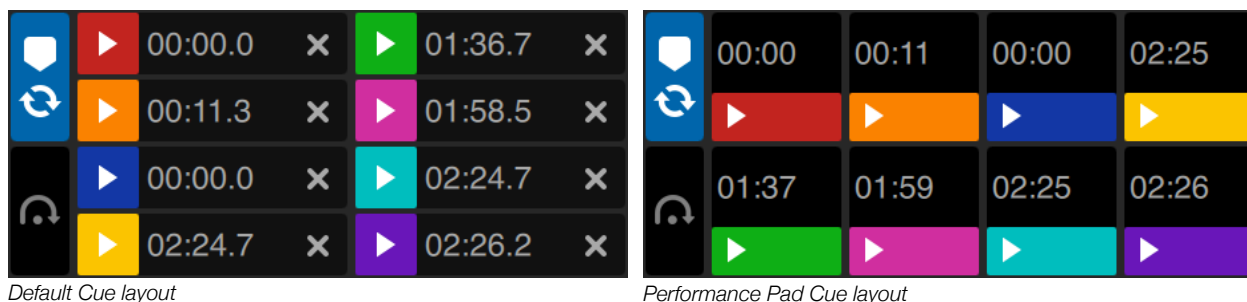 00:00.0 01:36.7
00:11.3 01:58.5
00:00.0 02:24.7
02:24.7 02:26.2
Default Cue layout
00:00 00:11 00:00 02:25
01:37 01:59 02:25 02:26
Performance Pad Cue layout